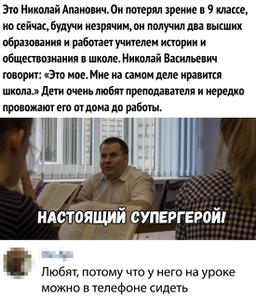 Это Николай Апанович. Он потерял зрение в 9 классе,
но сейчас, будучи незрячим, он получил два высших
образования и работает учителем истории и
обществознания в школе. Николай Васильевич
говорит: «Это мое. Мне на самом деле нравится
школа.» Дети очень любят преподавателя и нередко
провожают его от дома до работы.
НАСТОЯЩИЙ СУПЕРГЕРОЙ!
Любят, потому что у него на уроке
можно в телефоне сидеть